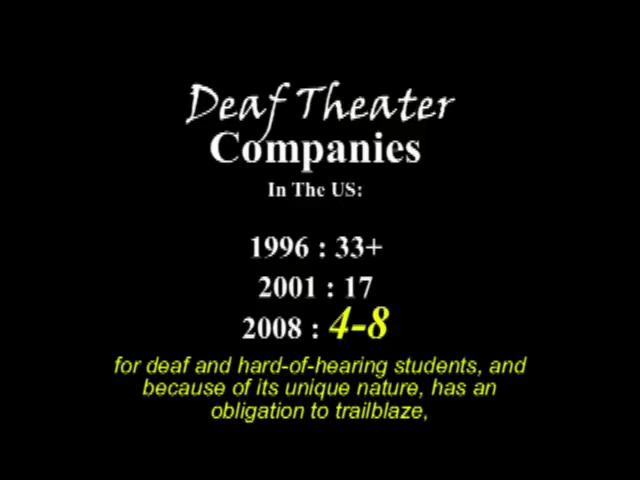 Deaf Theater
Companies
In The US:
1996 : 33+
2001 : 17
2008 : 4-8
for deaf and hard-of-hearing students, and
because of its unique nature, has an
obligation to trailblaze,